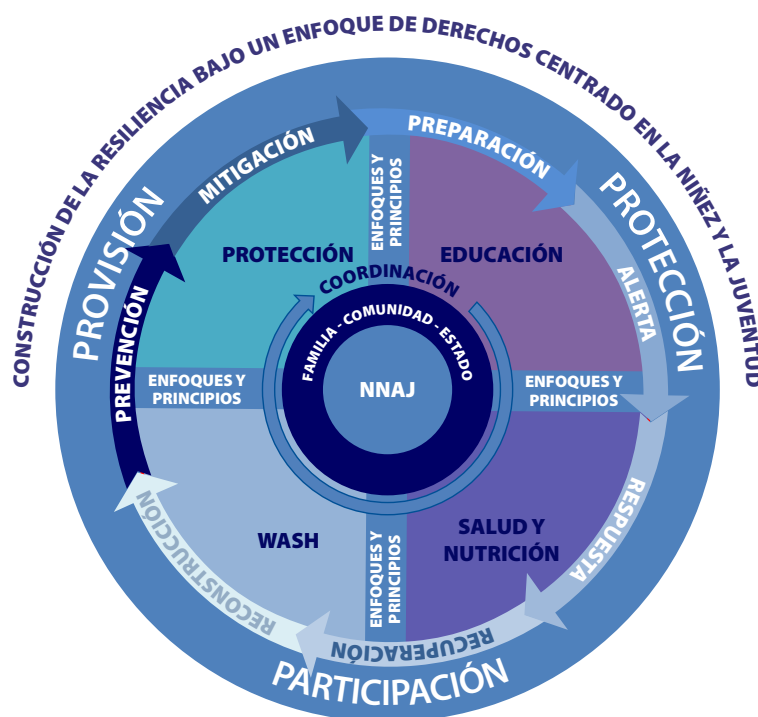 CONSTRUCCIÓN DE LA RESILIENCIA BAJO UN ENFOQUE DE DERECHOS CENTRADO EN LA NIÑEZ Y LA JUVENTUD
PROVISIÓN
PROTECCIÓN
PARTICIPACIÓN
MITIGACIÓN
PREPARACIÓN
ALERTA
RESPUESTA
RECUPERACIÓN
RECONSTRUCCIÓN
PREVENCIÓN
ENFOQUES Y
PRINCIPIOS
PROTECCIÓN
EDUCACIÓN
COORDINACIÓN
FAMILIA - COMUNIDAD - ESTADO
NNAJ
ENFOQUES Y
PRINCIPIOS
ENFOQUES Y
PRINCIPIOS
WASH
SALUD Y
NUTRICIÓN
ENFOQUES Y
PRINCIPIOS